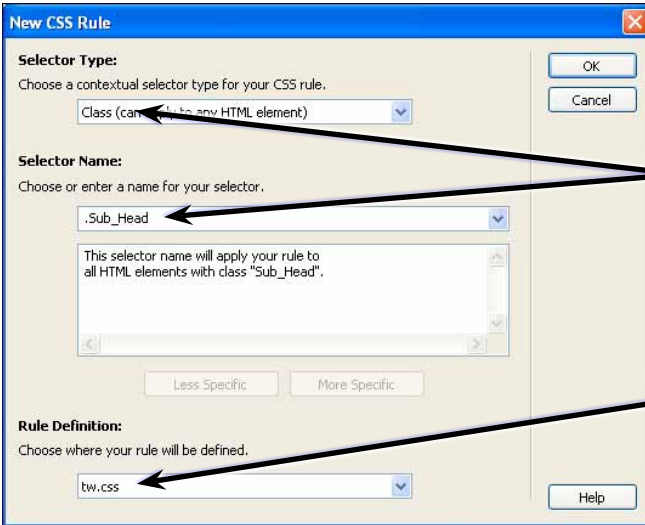 New CSS Rule
Selector Type:
OK
Choose a contextual selector type for your CSS rule.
Cancel
Class (can apply to any HTML element)
Selector Name:
Choose or enter a name for your selector.
.Sub_Head
This selector name will apply your rule to
all HTML elements with class "Sub_Head".
Less Specific More Specific
Rule Definition:
Choose where your rule will be defined.
tw.css
Help